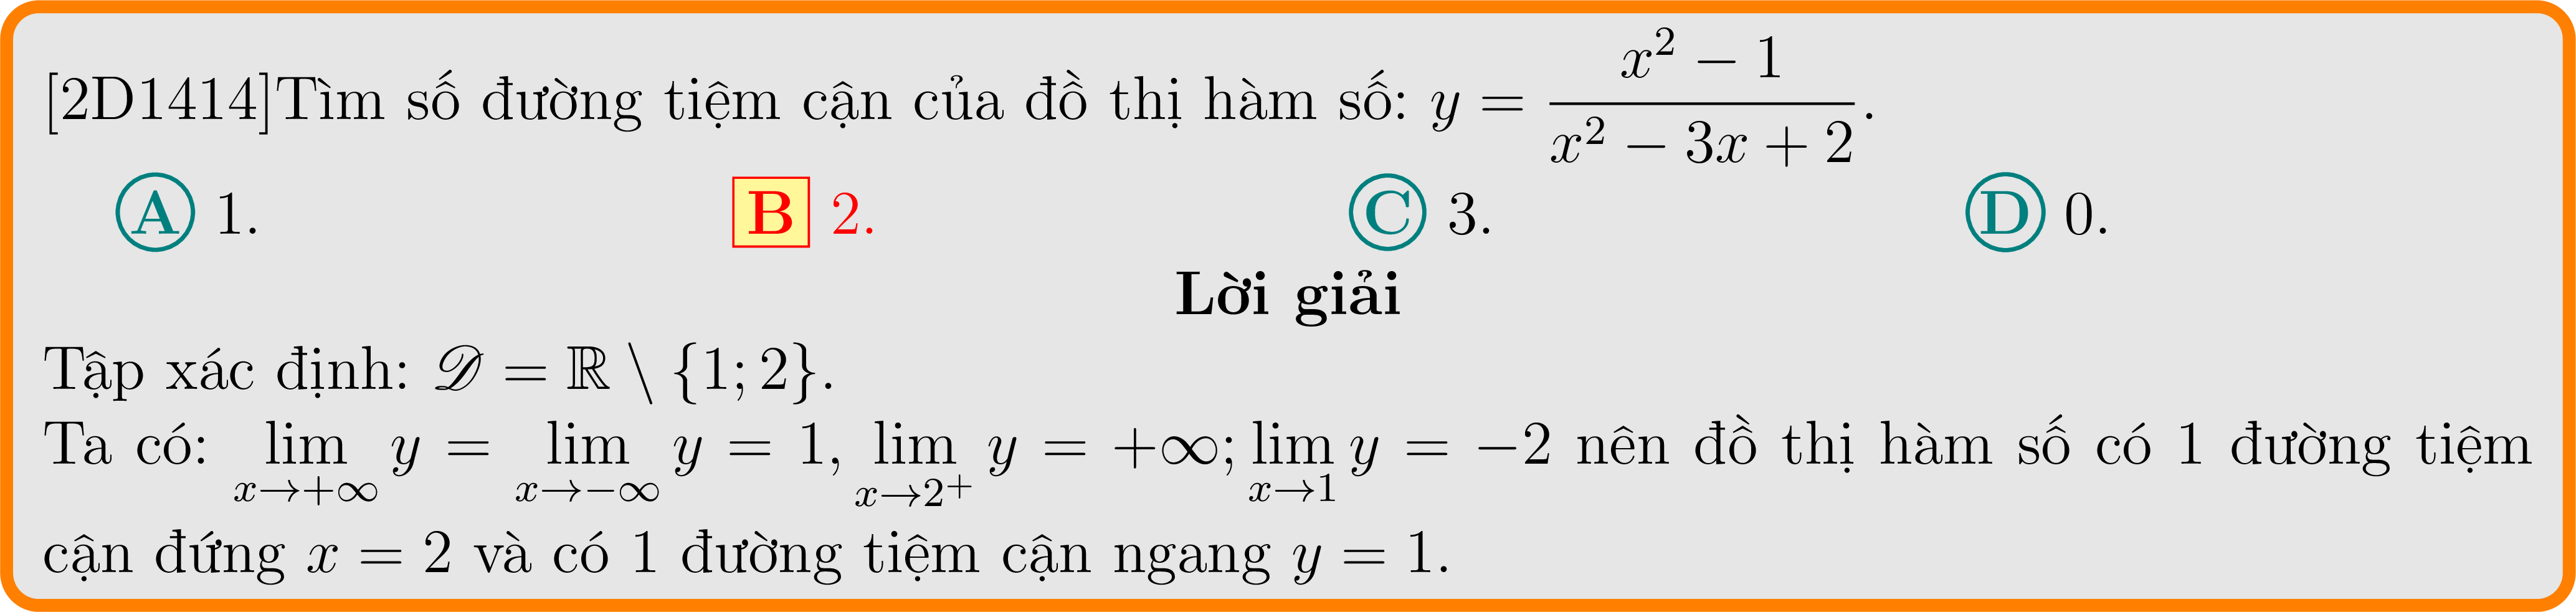 [2D1414]Tìm số đường tiệm cận của đồ thị hàm số: $y = \dfrac{x^2 - 1}{x^2 - 3x + 2}$.
A 1. B 2. C 3. D 0.
Lời giải
Tập xác định: $\mathscr{D} = \mathbb{R} \setminus \{1; 2\}$.
Ta có: $\lim\limits_{x \to +\infty} y = \lim\limits_{x \to -\infty} y = 1, \lim\limits_{x \to 2^+} y = +\infty; \lim\limits_{x \to 1} y = -2$ nên đồ thị hàm số có 1 đường tiệm
cận đứng $x = 2$ và có 1 đường tiệm cận ngang $y = 1$.